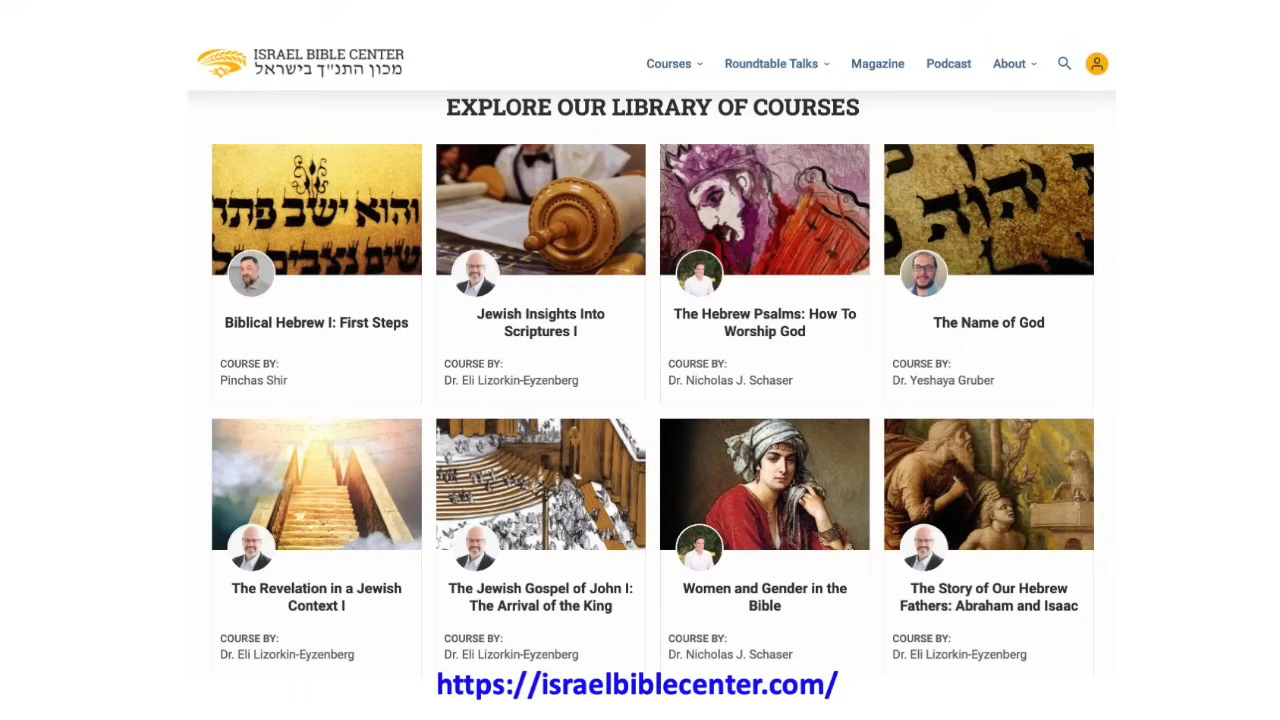 ISRAEL BIBLE CENTER
מכון התנ״ך בישראל
Courses
Roundtable Talks
Magazine
Podcast
About
EXPLORE OUR LIBRARY OF COURSES
והוא ישב פתח
Biblical Hebrew I: First Steps
COURSE BY:
Pinchas Shir
Jewish Insights Into
Scriptures I
COURSE BY:
Dr. Eli Lizorkin-Eyzenberg
The Hebrew Psalms: How To
Worship God
COURSE BY:
Dr. Nicholas J. Schaser
יהוה
The Name of God
COURSE BY:
Dr. Yeshaya Gruber
The Revelation in a Jewish
Context I
COURSE BY:
Dr. Eli Lizorkin-Eyzenberg
The Jewish Gospel of John I:
The Arrival of the King
COURSE BY:
Dr. Eli Lizorkin-Eyzenberg
Women and Gender in the
Bible
COURSE BY:
Dr. Nicholas J. Schaser
The Story of Our Hebrew
Fathers: Abraham and Isaac
COURSE BY:
Dr. Eli Lizorkin-Eyzenberg
https://israelbiblecenter.com/